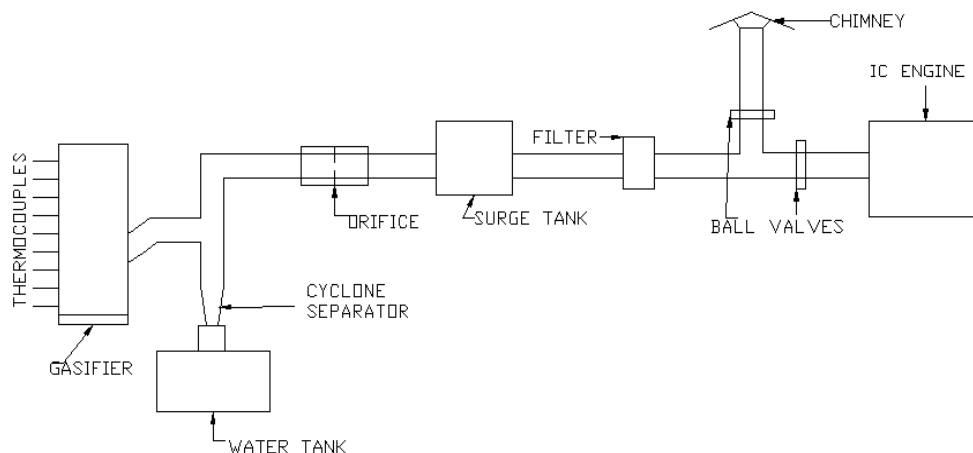 CHIMNEY
IC ENGINE
FILTER
THERMOCOUPLES
ORIFICE
SURGE TANK
BALL VALVES
CYCLONE
SEPARATOR
GASIFIER
WATER TANK